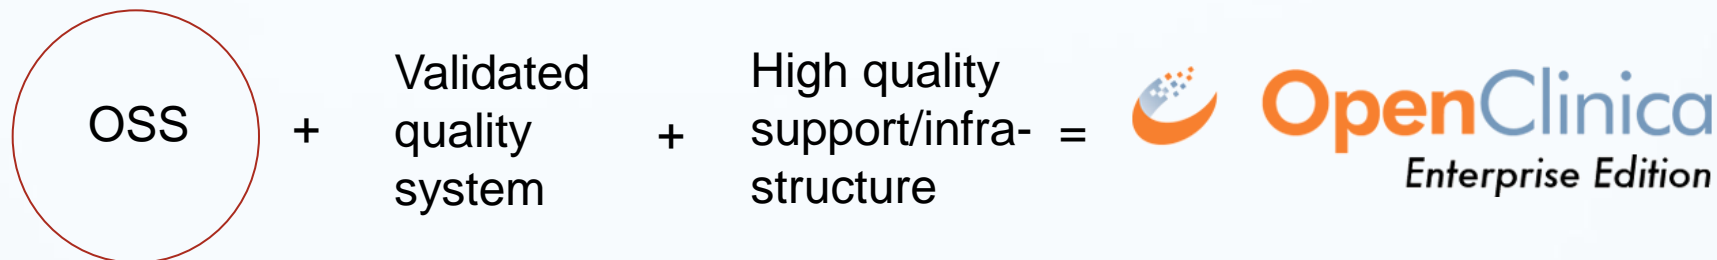 OSS
+
Validated
quality
system
+
High quality
support/infra-
structure
=
OpenClinica
Enterprise Edition